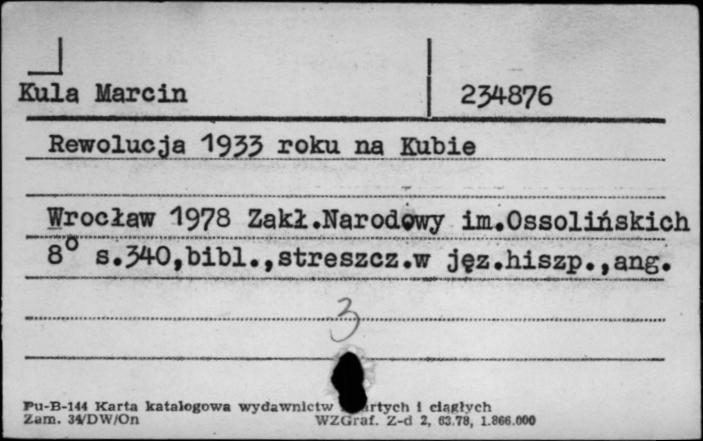 Kula Marcin 234876
Rewolucja 1933 roku na Kubie
Wrocław 1978 Zakł.Narodowy im.Ossolińskich
8° s.340,bibl.,streszcz.w jęz.hiszp.,ang.
3
Pu-B-144 Karta katalogowa wydawnictw artych i ciągłych
Zam. 34/DW/On WZGraf. Z-d 2, 63.78, 1.866.000